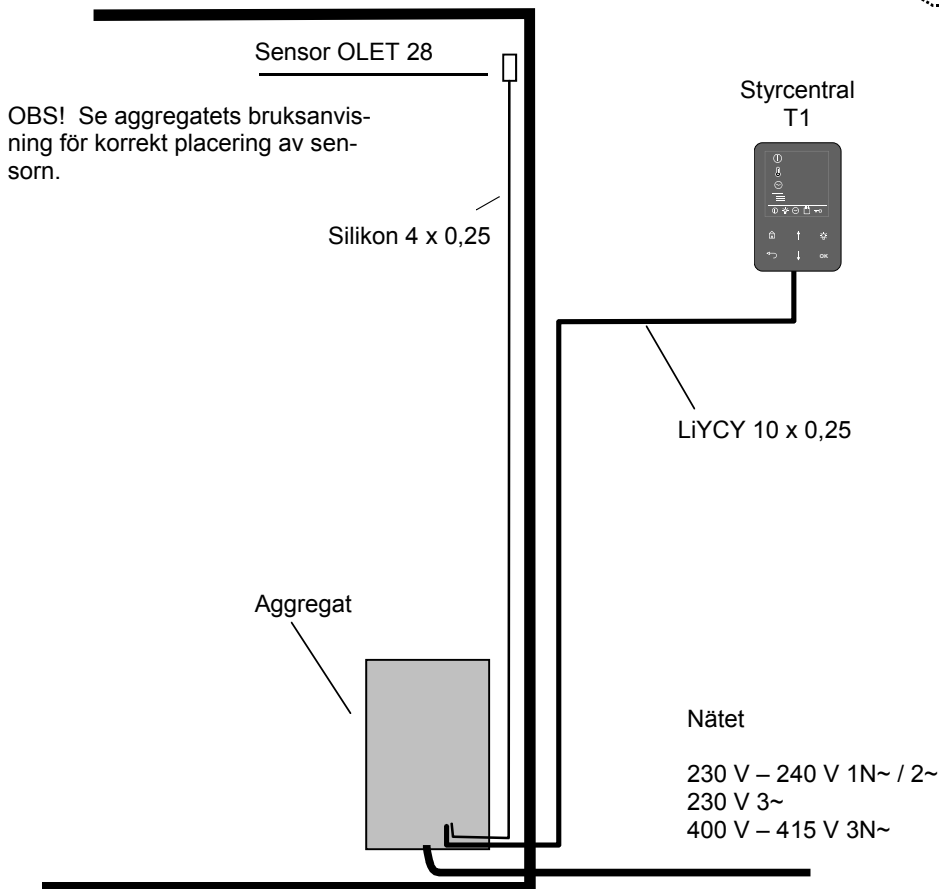 Sensor OLET 28
OBS! Se aggregatets bruksanvis-
ning för korrekt placering av sen-
sorn.
Styrcentral
T1
OK
Silikon 4 x 0,25
LiYCY 10 x 0,25
Aggregat
Nätet
230 V – 240 V 1N~ / 2~
230 V 3~
400 V – 415 V 3N~